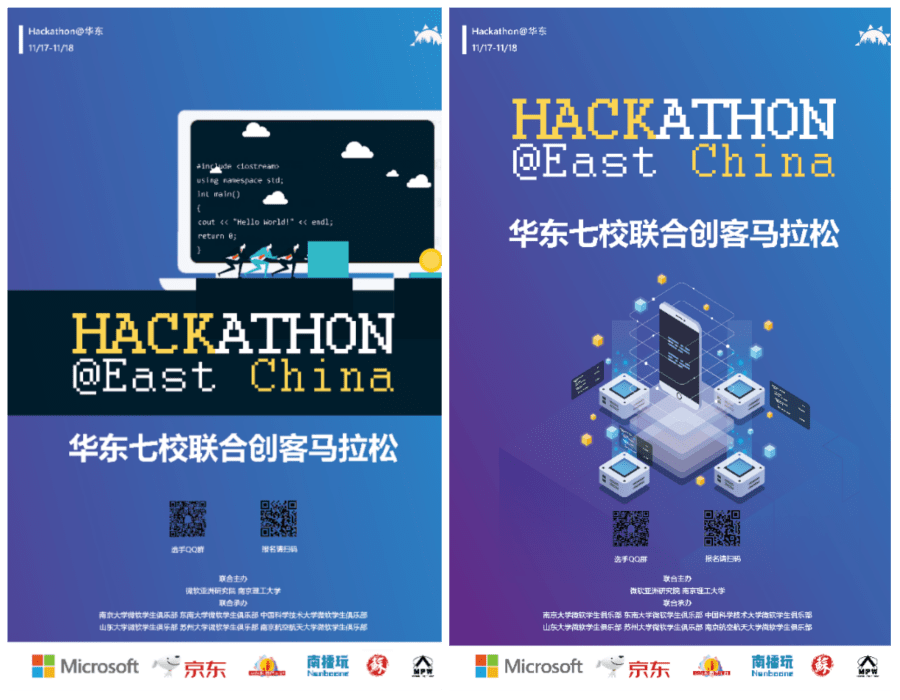 Hackathon@华东
11/17-11/18
#include <iostream>
using namespace std;
int main()
{
cout << "Hello World!" << endl;
return 0;
}
HACKATHON
@East China
华东七校联合创客马拉松
选手QQ群
报名请扫码
联合主办
微软亚洲研究院 南京理工大学
联合承办
南京大学微软学生俱乐部 东南大学微软学生俱乐部 中国科学技术大学微软学生俱乐部
山东大学微软学生俱乐部 苏州大学微软学生俱乐部 南京航空航天大学微软学生俱乐部
Microsoft
京东
南播玩
Nanboone
苏
MPW
Hackathon@华东
11/17-11/18
HACKATHON
@East China
华东七校联合创客马拉松
选手QQ群
报名请扫码
联合主办
微软亚洲研究院 南京理工大学
联合承办
南京大学微软学生俱乐部 东南大学微软学生俱乐部 中国科学技术大学微软学生俱乐部
山东大学微软学生俱乐部 苏州大学微软学生俱乐部 南京航空航天大学微软学生俱乐部
Microsoft
京东
南播玩
Nanboone
苏
MPW